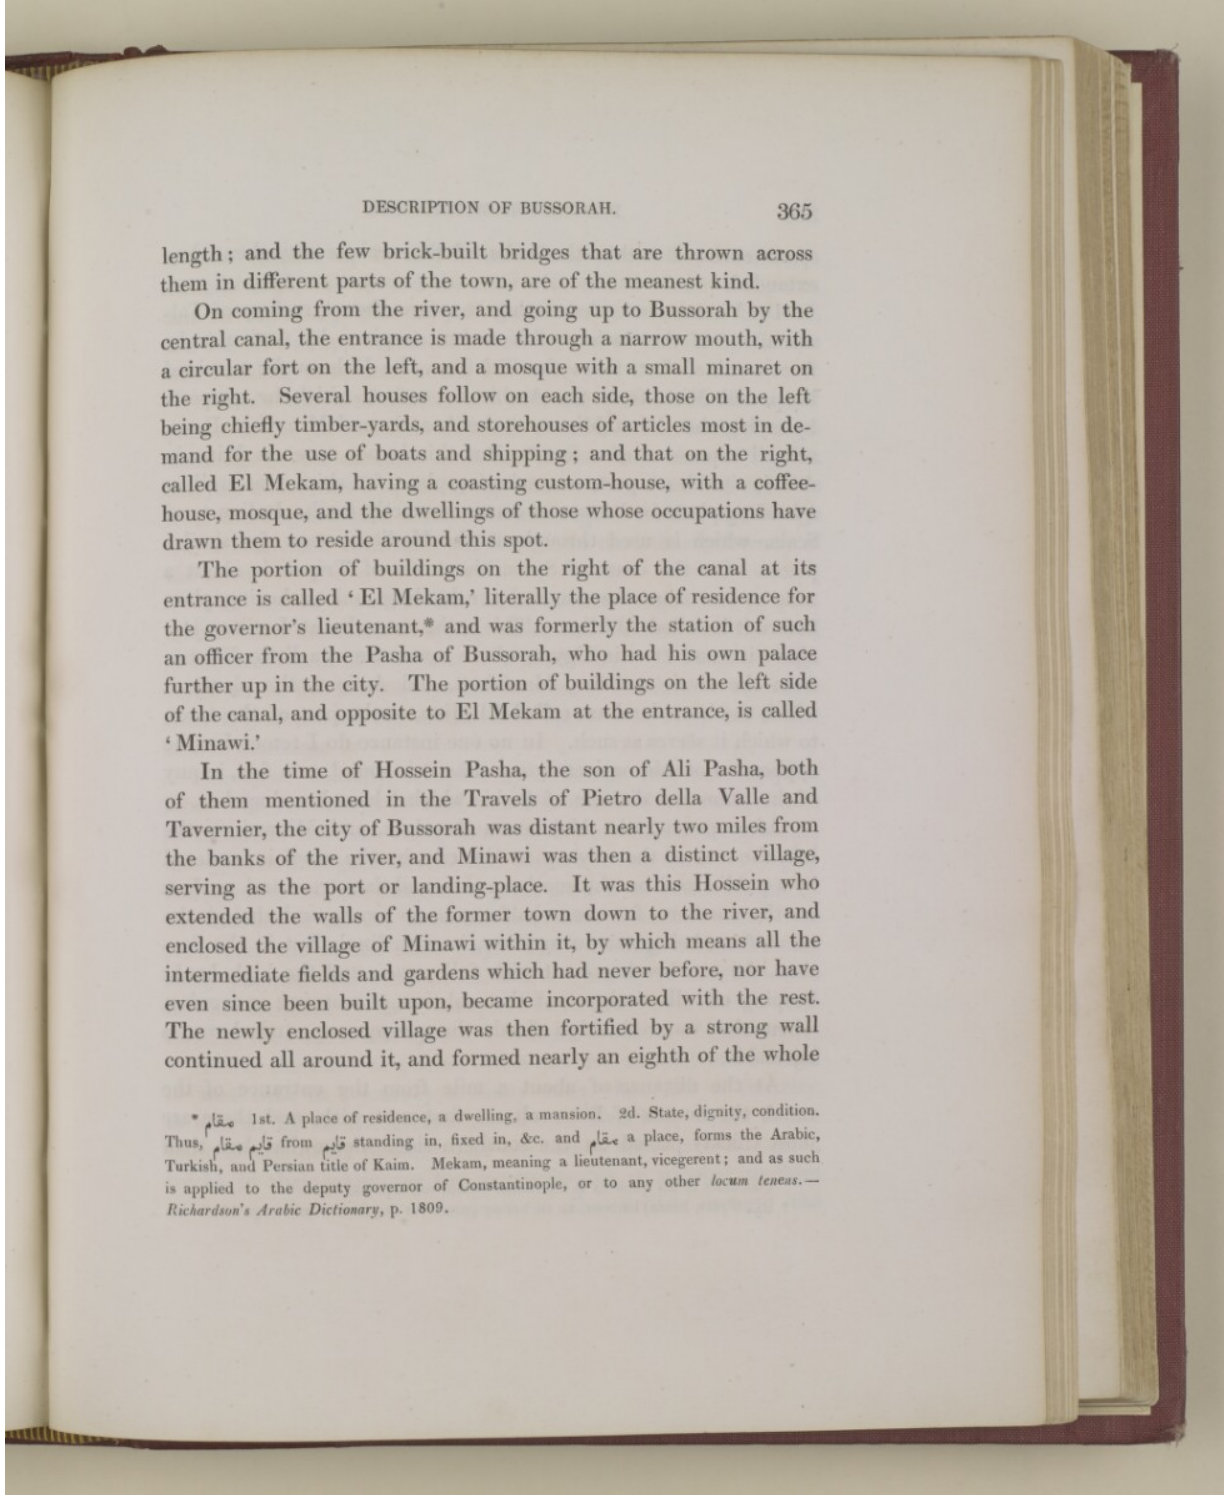 DESCRIPTION OF BUSSORAH. 365
length; and the few brick-built bridges that are thrown across
them in different parts of the town, are of the meanest kind.
On coming from the river, and going up to Bussorah by the
central canal, the entrance is made through a narrow mouth, with
a circular fort on the left, and a mosque with a small minaret on
the right. Several houses follow on each side, those on the left
being chiefly timber-yards, and storehouses of articles most in de-
mand for the use of boats and shipping; and that on the right,
called El Mekam, having a coasting custom-house, with a coffee-
house, mosque, and the dwellings of those whose occupations have
drawn them to reside around this spot.
The portion of buildings on the right of the canal at its
entrance is called ‘El Mekam,’ literally the place of residence for
the governor's lieutenant,* and was formerly the station of such
an officer from the Pasha of Bussorah, who had his own palace
further up in the city. The portion of buildings on the left side
of the canal, and opposite to El Mekam at the entrance, is called
‘Minawi.’
In the time of Hossein Pasha, the son of Ali Pasha, both
of them mentioned in the Travels of Pietro della Valle and
Tavernier, the city of Bussorah was distant nearly two miles from
the banks of the river, and Minawi was then a distinct village,
serving as the port or landing-place. It was this Hossein who
extended the walls of the former town down to the river, and
enclosed the village of Minawi within it, by which means all the
intermediate fields and gardens which had never before, nor have
even since been built upon, became incorporated with the rest.
The newly enclosed village was then fortified by a strong wall
continued all around it, and formed nearly an eighth of the whole
* مقام 1st. A place of residence, a dwelling, a mansion. 2d. State, dignity, condition.
Thus, قايم مقام from قايم standing in, fixed in, &c. and مقام a place, forms the Arabic,
Turkish, and Persian title of Kaim. Mekam, meaning a lieutenant, vicegerent; and as such
is applied to the deputy governor of Constantinople, or to any other locum teneas.—
Richardson's Arabic Dictionary, p. 1809.